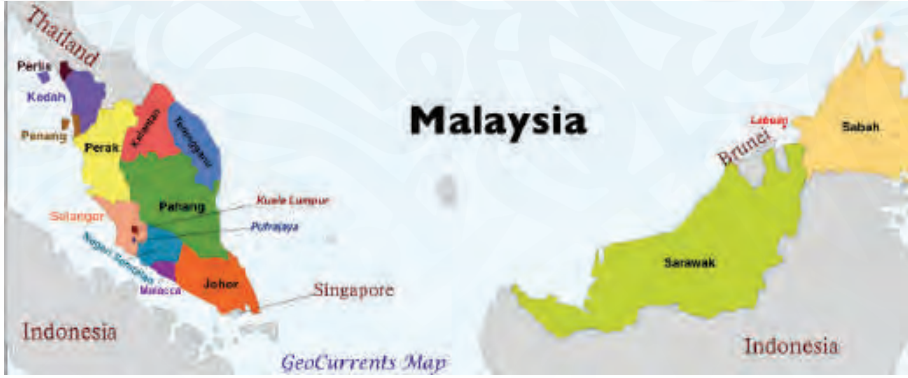 Thailand
Perlis
Kedah
Penang
Perak
Kelantan
Terengganu
Pahang
Kuala Lumpur
Selangor
Putrajaya
Negeri Sembilan
Malacca
Johor
Singapore
Indonesia
GeoCurrents Map
Malaysia
Labuan
Brunei
Sabah
Sarawak
Indonesia